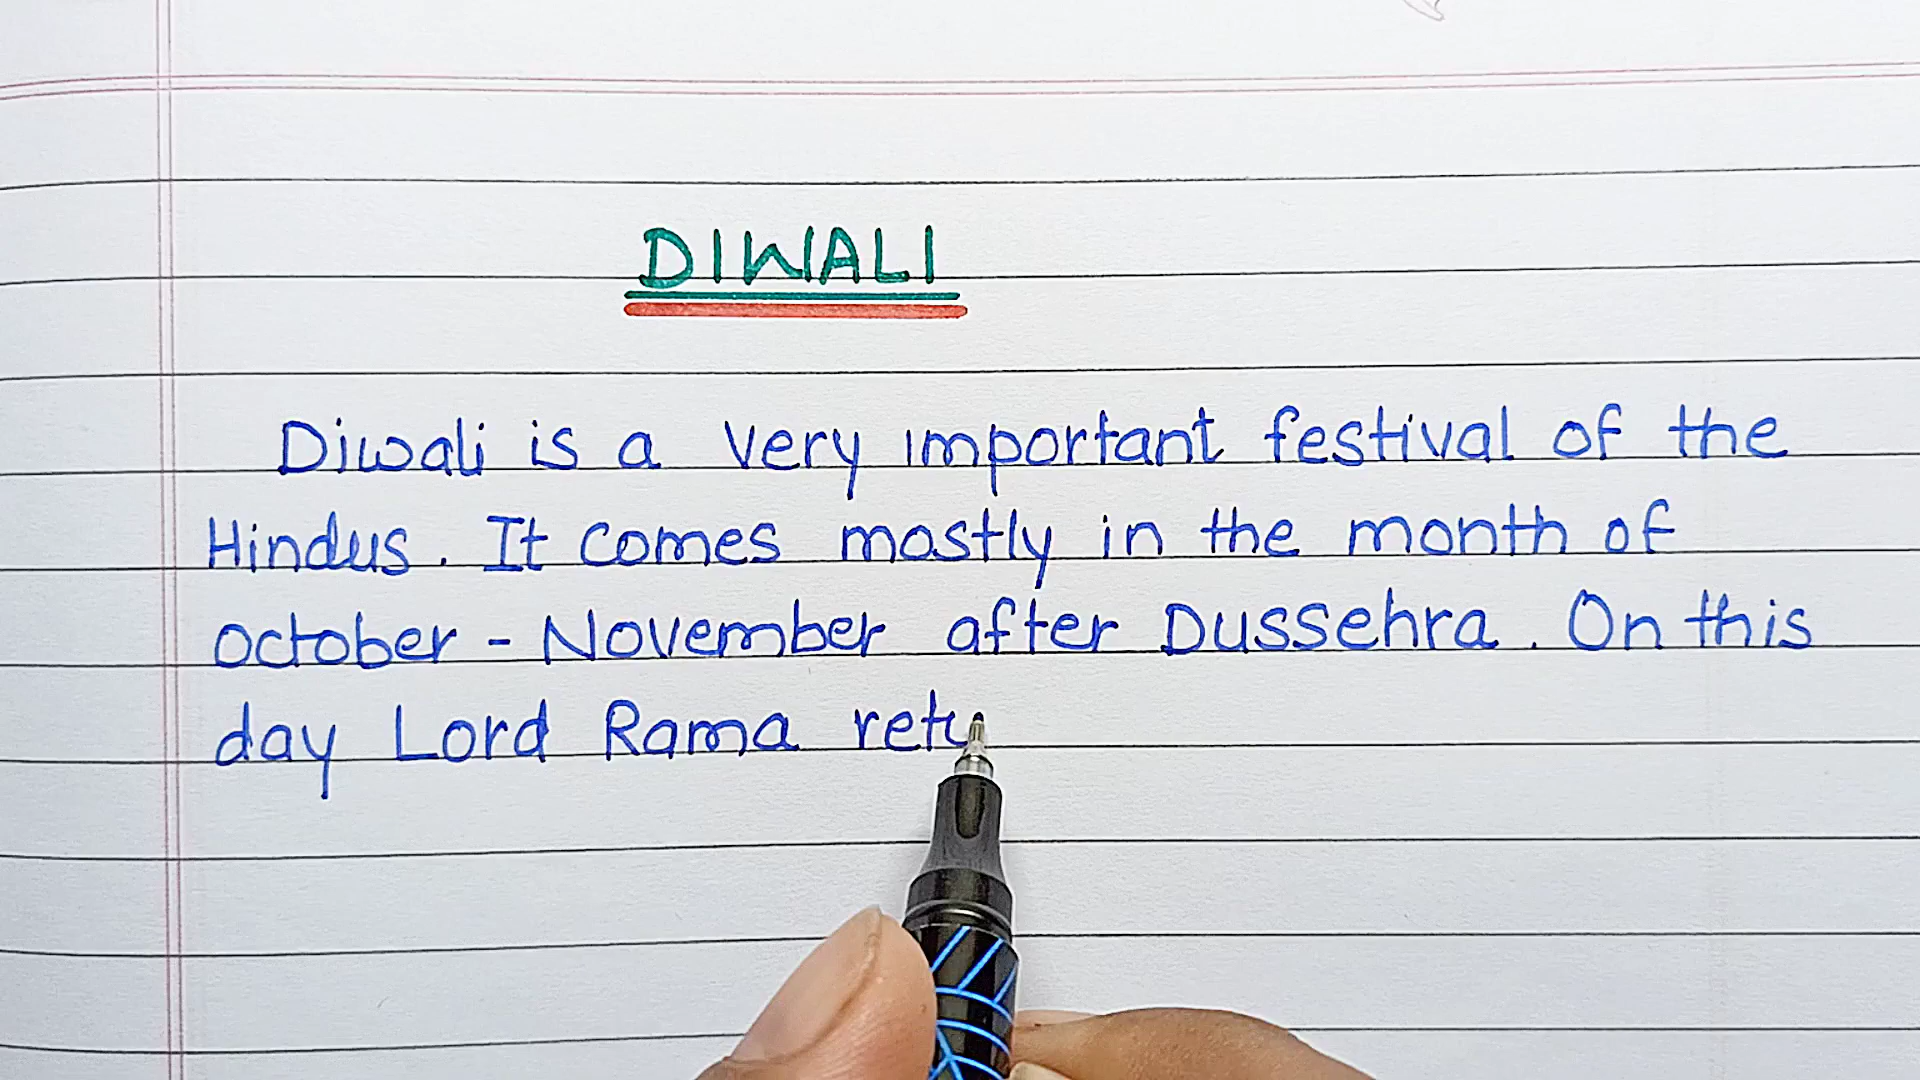 DIWALI
Diwali is a very important festival of the
Hindus. It comes mostly in the month of
october - November after Dussehra. On this
day Lord Rama retu